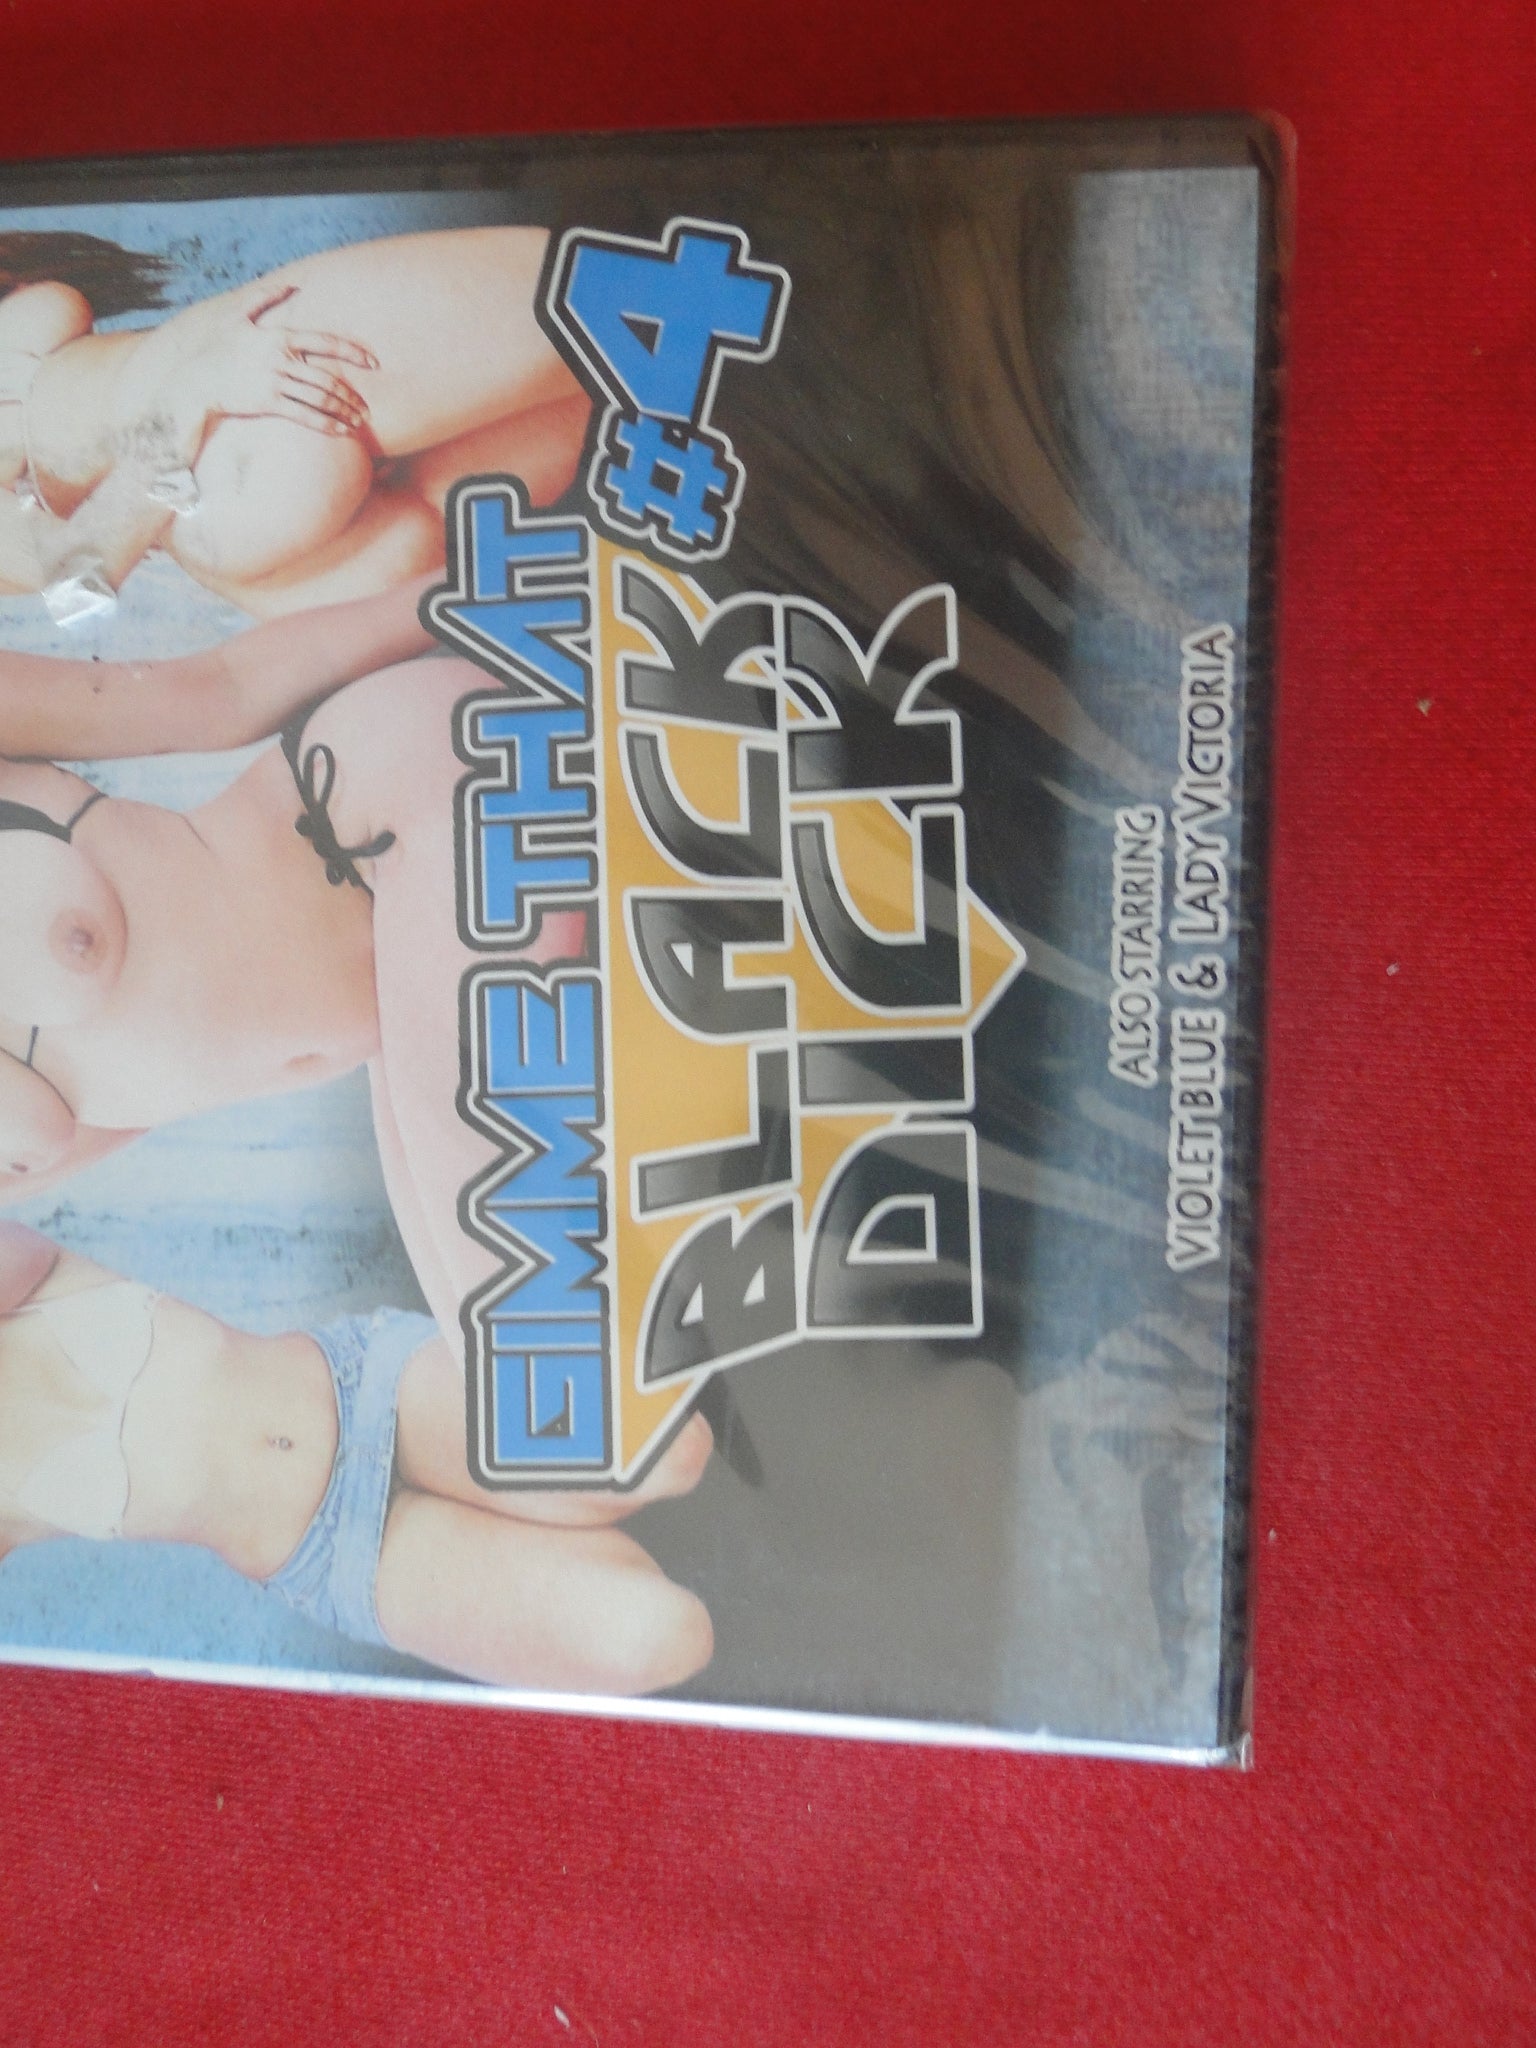 GIMME THAT
BLACK
DICK
#4
ALSO STARRING
VIOLET BLUE & LADY VICTORIA